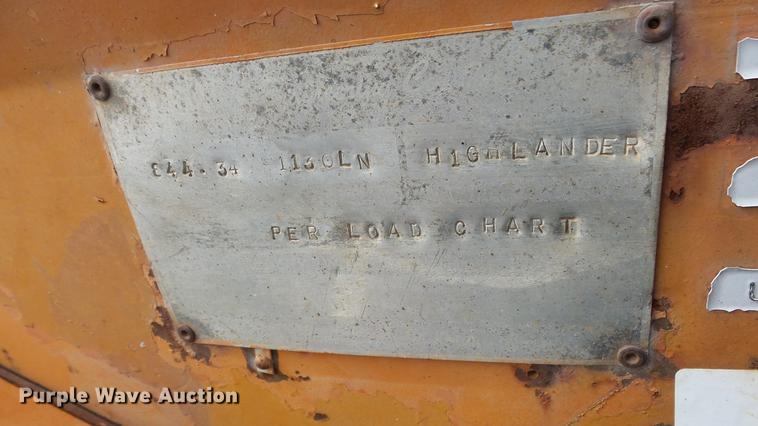 844-34 1130LN HIGHLANDER
PER LOAD CHART
U
Purple Wave Auction